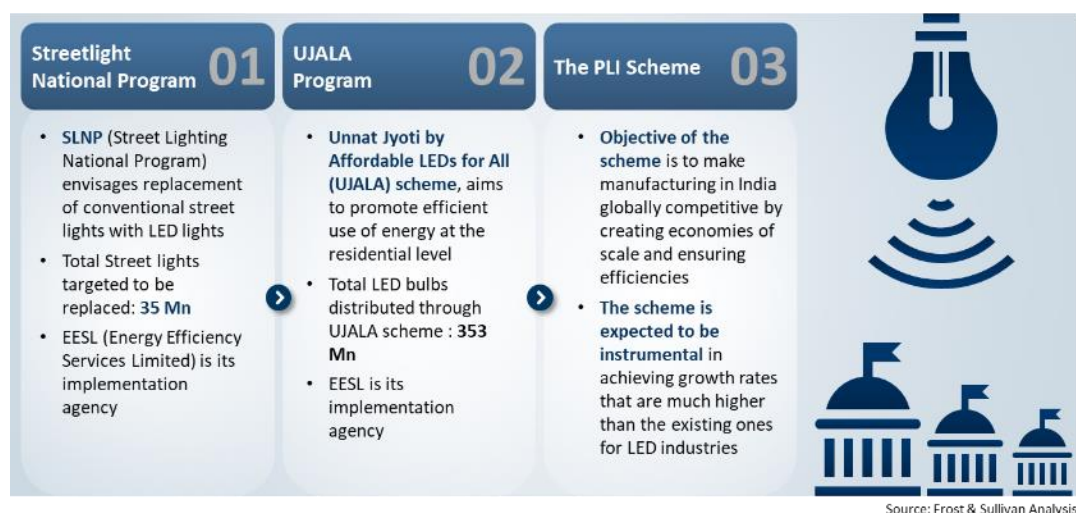 Streetlight
National Program 01
• SLNP (Street Lighting
National Program)
envisages replacement
of conventional street
lights with LED lights
• Total Street lights
targeted to be
replaced: 35 Mn
• EESL (Energy Efficiency
Services Limited) is its
implementation
agency
UJALA
Program 02
• Unnat Jyoti by
Affordable LEDs for All
(UJALA) scheme, aims
to promote efficient
use of energy at the
residential level
• Total LED bulbs
distributed through
UJALA scheme : 353
Mn
• EESL is its
implementation
agency
The PLI Scheme 03
• Objective of the
scheme is to make
manufacturing in India
globally competitive by
creating economies of
scale and ensuring
efficiencies
• The scheme is
expected to be
instrumental in
achieving growth rates
that are much higher
than the existing ones
for LED industries
Source: Frost & Sullivan Analysis